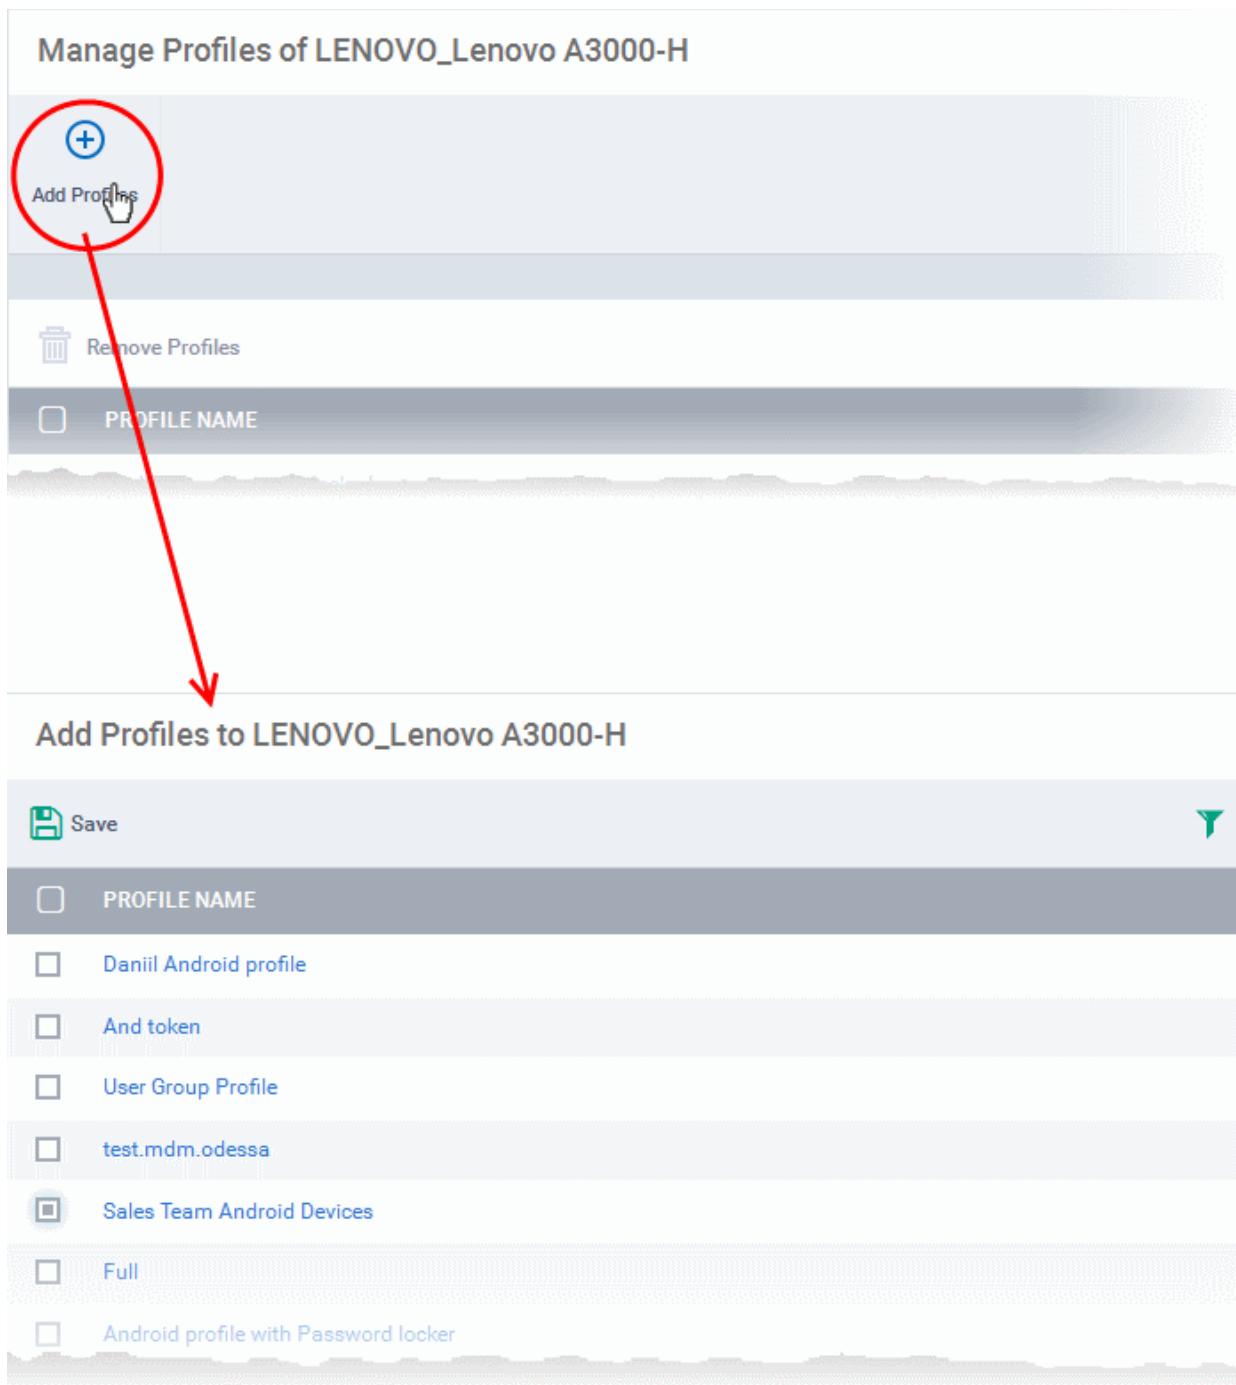 Manage Profiles of LENOVO_Lenovo A3000-H
Add Profiles
Remove Profiles
PROFILE NAME
Add Profiles to LENOVO_Lenovo A3000-H
Save
PROFILE NAME
Daniil Android profile
And token
User Group Profile
test.mdm.odessa
Sales Team Android Devices
Full
Android profile with Password locker